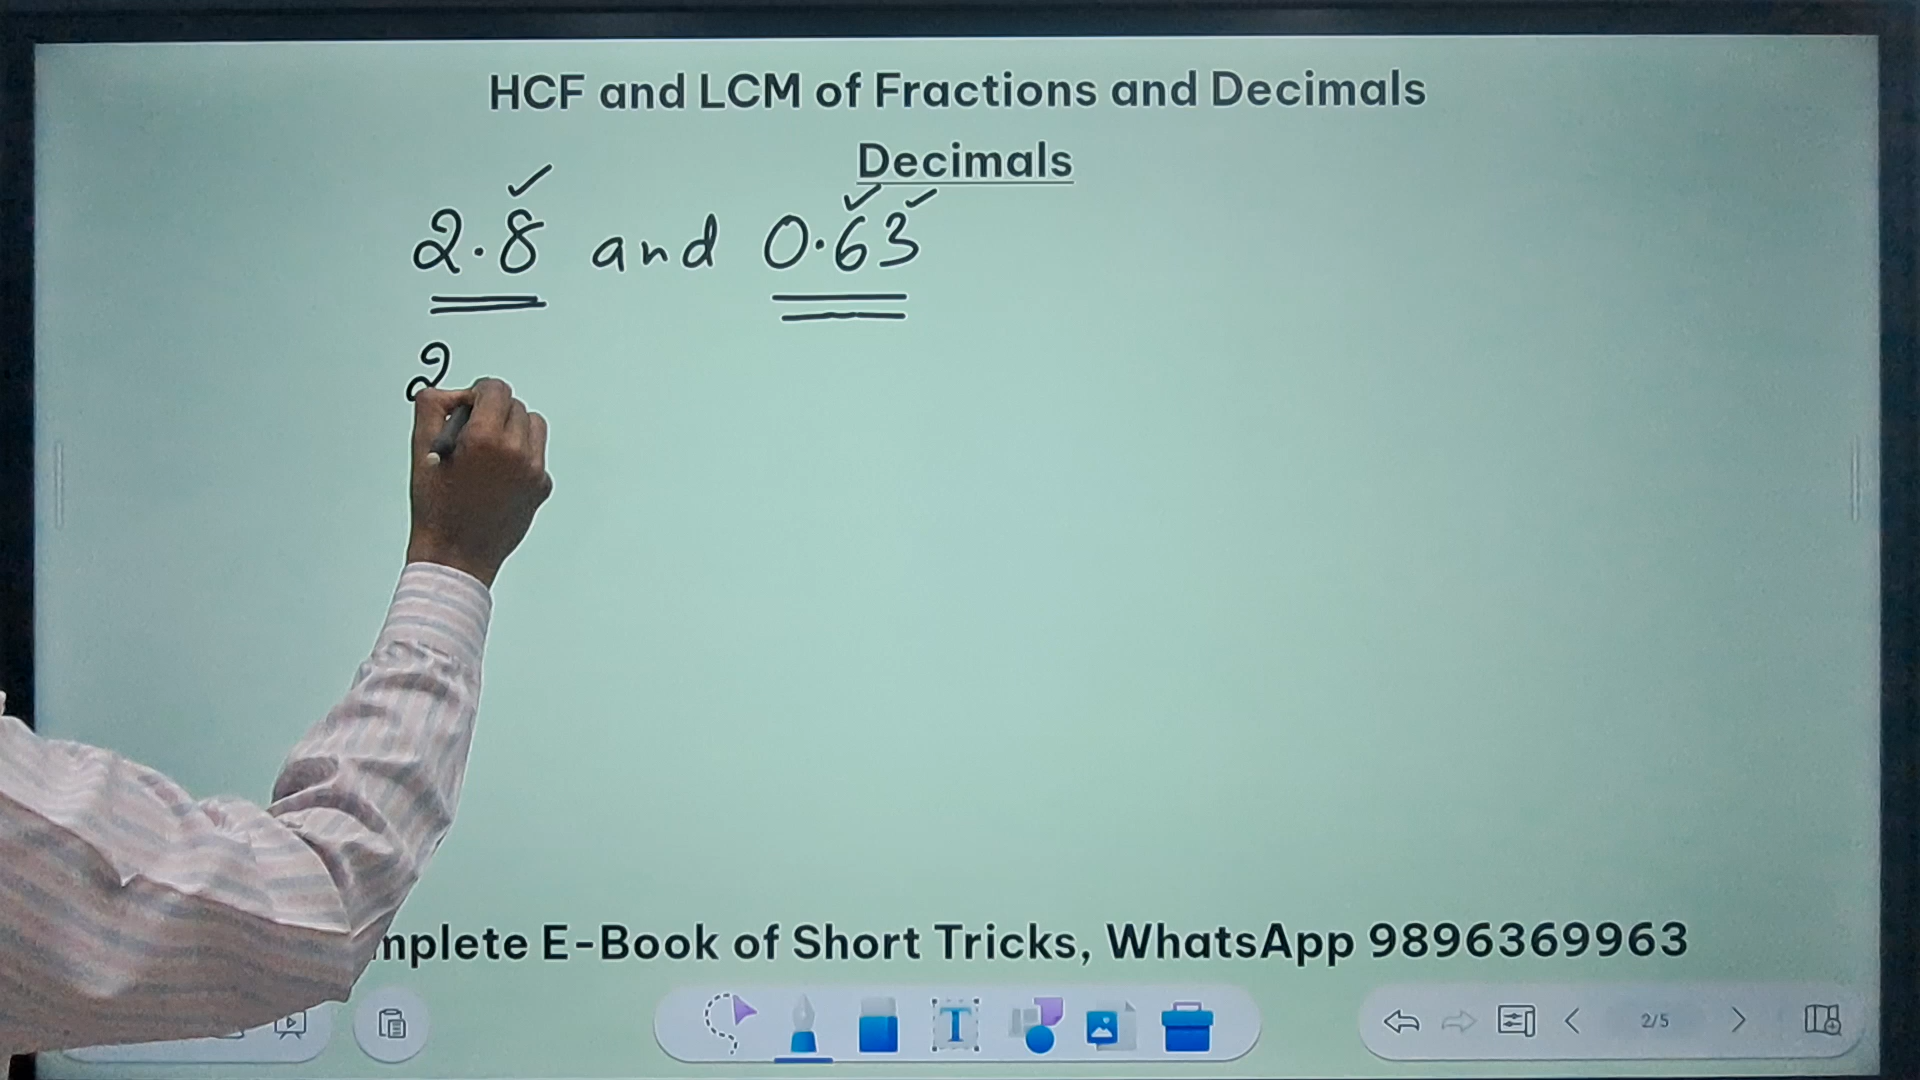 HCF and LCM of Fractions and Decimals
Decimals
2.8 and 0.63
2
mplete E-Book of Short Tricks, WhatsApp 9896369963
T
2/5